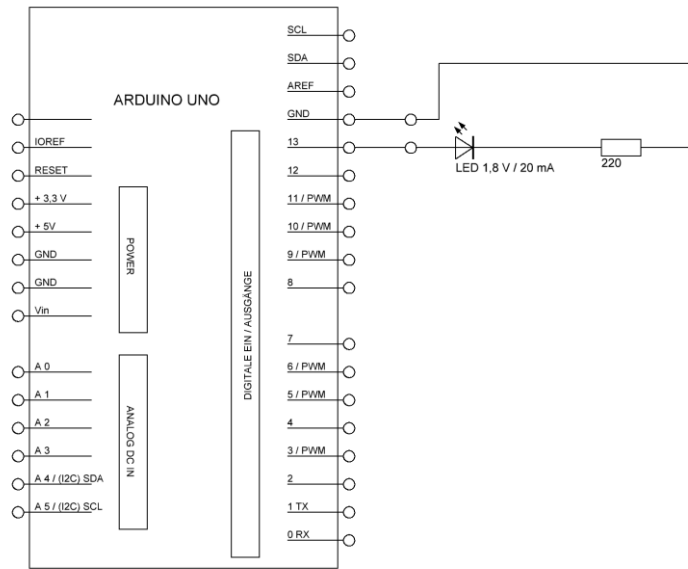 ARDUINO UNO
IOREF
RESET
+ 3,3 V
+ 5V
GND
GND
Vin
POWER
A 0
A 1
A 2
A 3
A 4 / (I2C) SDA
A 5 / (I2C) SCL
ANALOG DC IN
DIGITALE EIN / AUSGÄNGE
SCL
SDA
AREF
GND
13
12
11 / PWM
10 / PWM
9 / PWM
8
7
6 / PWM
5 / PWM
4
3 / PWM
2
1 TX
0 RX
LED 1,8 V / 20 mA
220